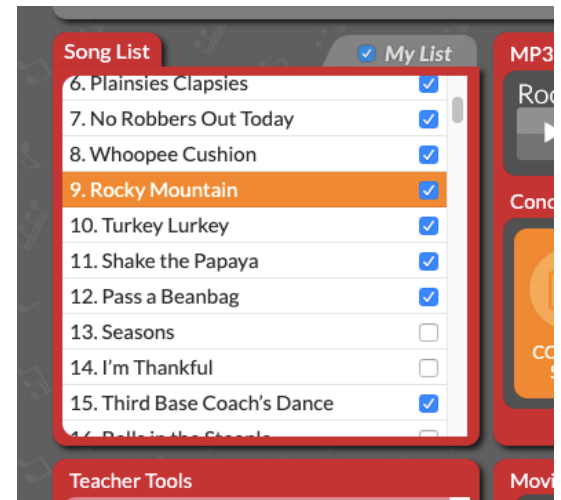 Song List
My List
6. Plainsies Clapsies
7. No Robbers Out Today
8. Whoopee Cushion
9. Rocky Mountain
10. Turkey Lurkey
11. Shake the Papaya
12. Pass a Beanbag
13. Seasons
14. I'm Thankful
15. Third Base Coach's Dance
Teacher Tools
MP3